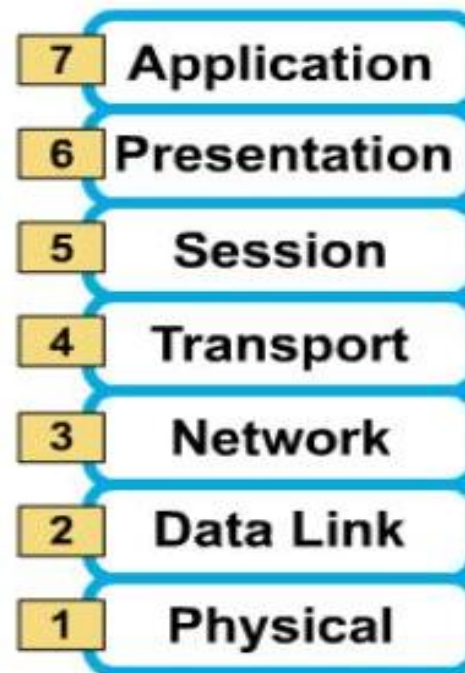 7 Application
6 Presentation
5 Session
4 Transport
3 Network
2 Data Link
1 Physical